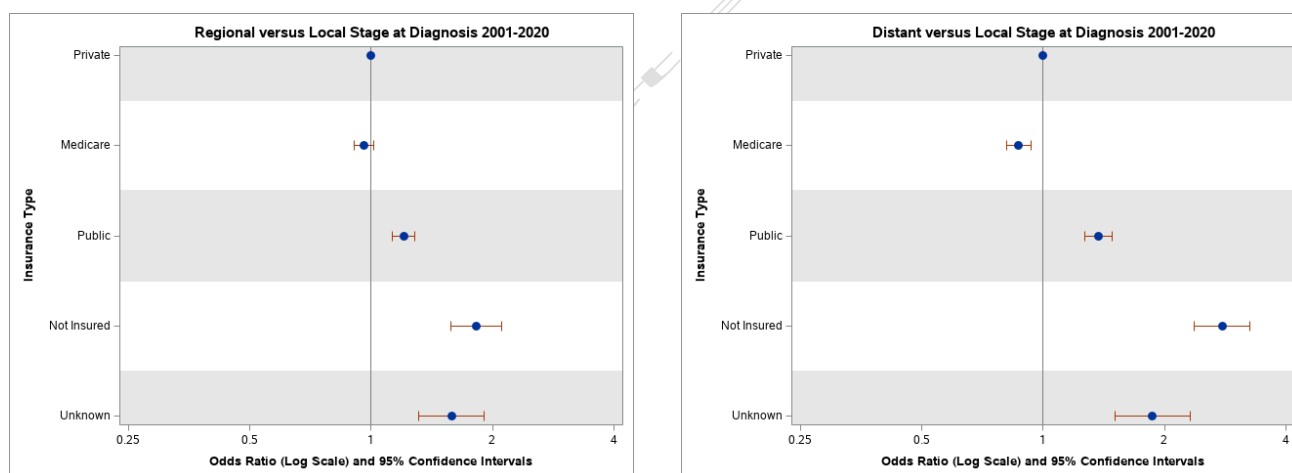 Regional versus Local Stage at Diagnosis 2001-2020
Insurance Type
Private
Medicare
Public
Not Insured
Unknown
0.25 0.5 1 2 4
Odds Ratio (Log Scale) and 95% Confidence Intervals
Distant versus Local Stage at Diagnosis 2001-2020
Insurance Type
Private
Medicare
Public
Not Insured
Unknown
0.25 0.5 1 2 4
Odds Ratio (Log Scale) and 95% Confidence Intervals